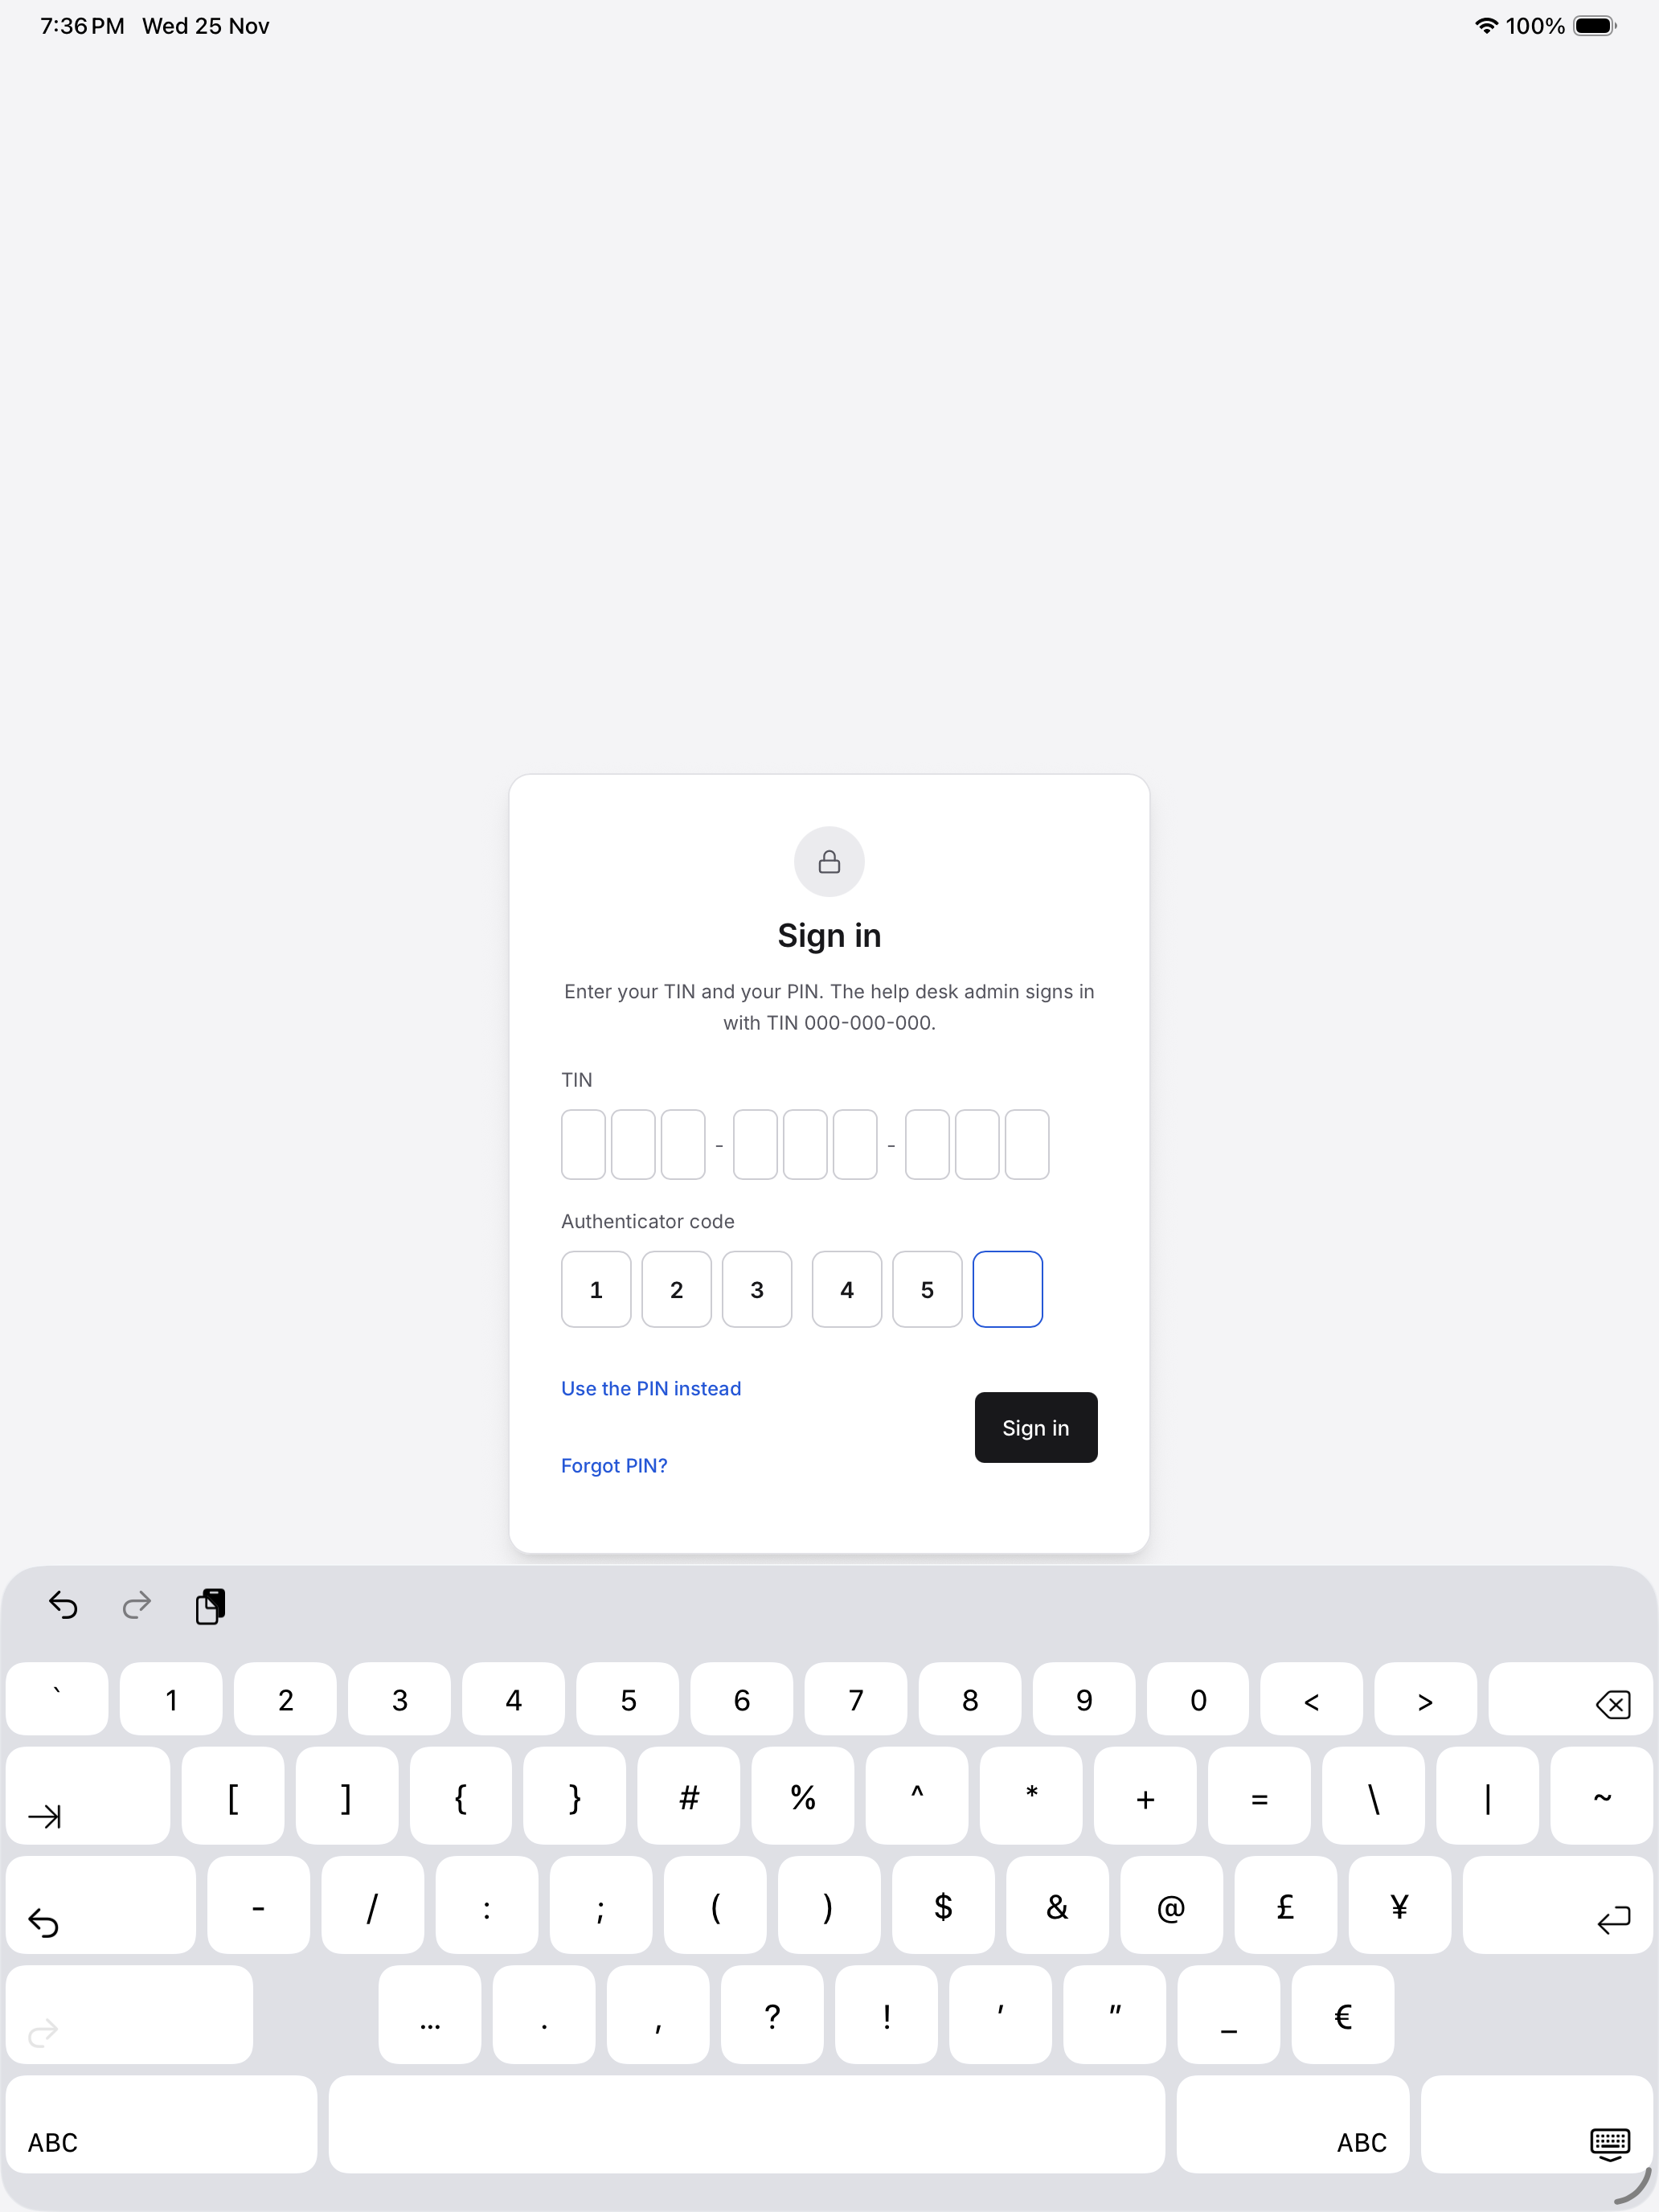 7:36 PM Wed 25 Nov
100%
Sign in
Enter your TIN and your PIN. The help desk admin signs in
with TIN 000-000-000.
TIN
- -
Authenticator code
1 2 3 4 5
Use the PIN instead
Sign in
Forgot PIN?
` 1 2 3 4 5 6 7 8 9 0 < >
[ ] { } # % ^ * + = \ | ~
- / : ; ( ) $ & @ £ ¥
... . , ? ! ' " _ €
ABC ABC